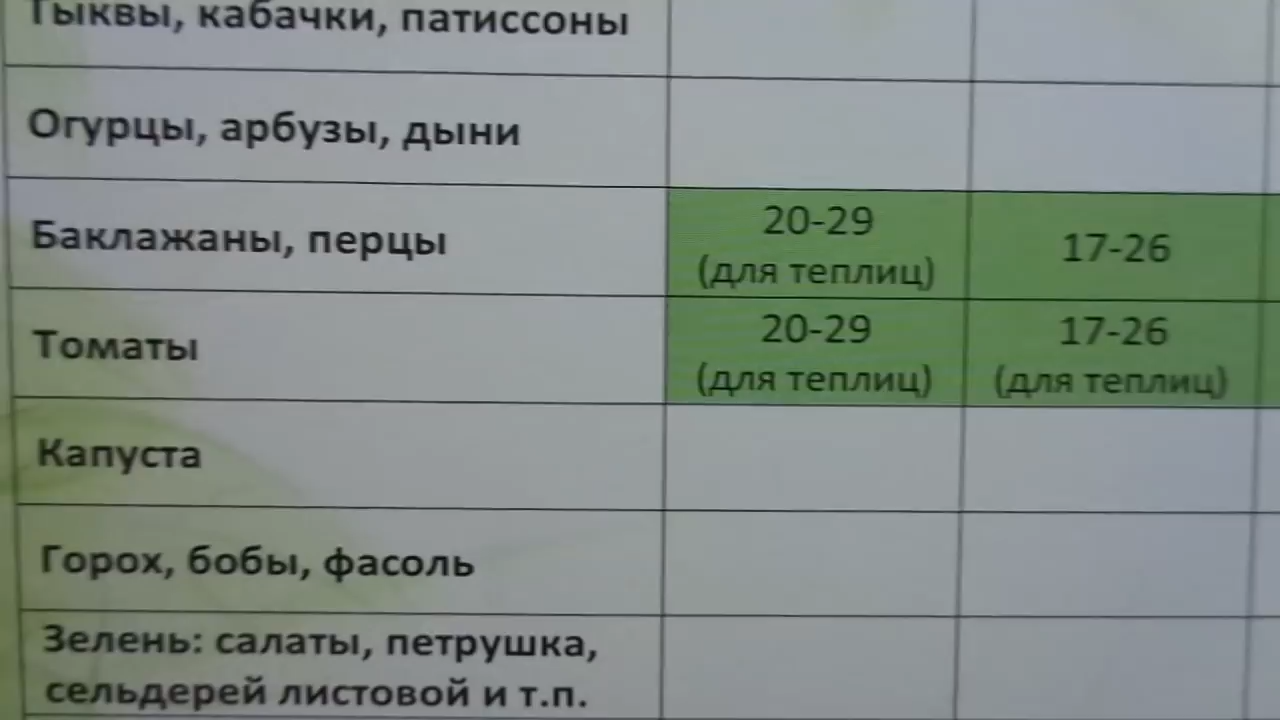 Тыквы, кабачки, патиссоны
Огурцы, арбузы, дыни
Баклажаны, перцы
20-29
(для теплиц)
17-26
Томаты
20-29
(для теплиц)
17-26
(для теплиц)
Капуста
Горох, бобы, фасоль
Зелень: салаты, петрушка,
сельдерей листовой и т.п.